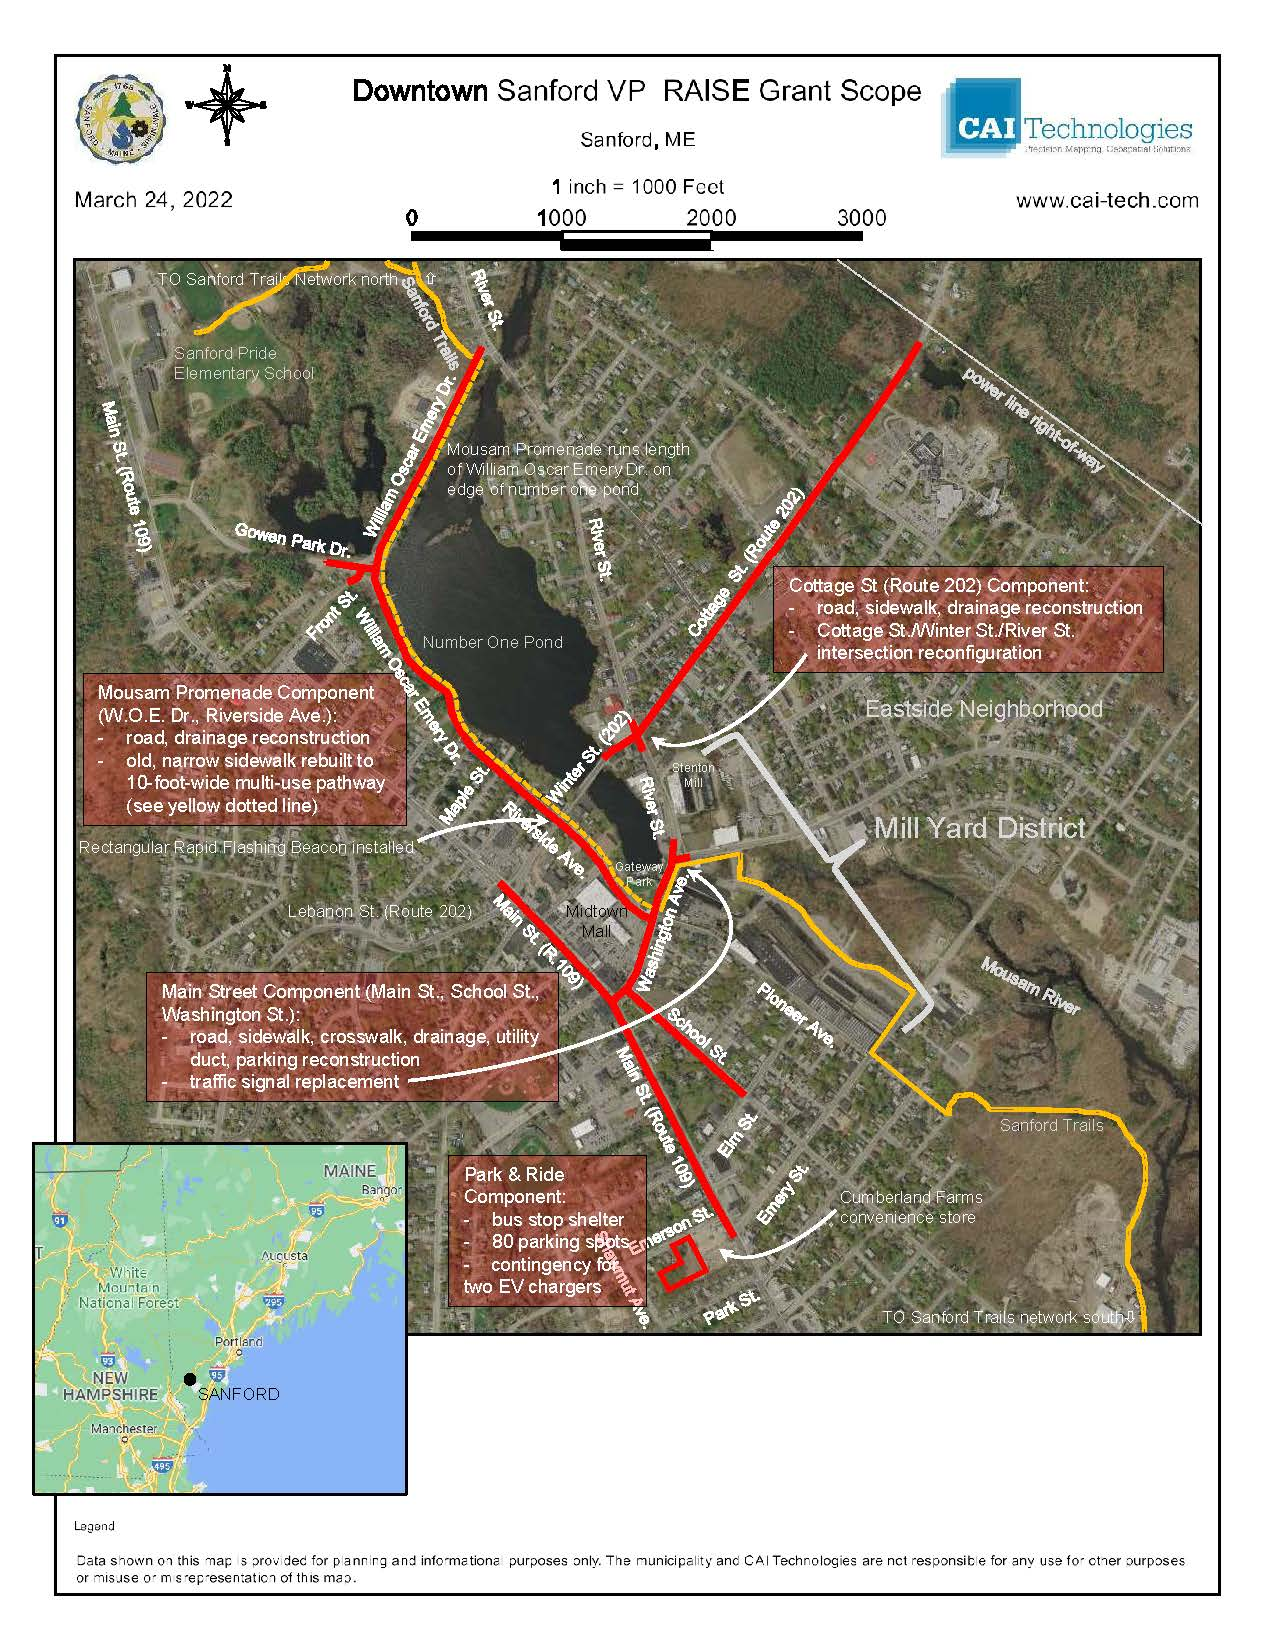 Downtown Sanford VP RAISE Grant Scope
Sanford, ME
1 inch = 1000 Feet
March 24, 2022
0 1000 2000 3000
N
1768
SANFORD
MAINE
CAI Technologies
Precision Mapping. Geospatial Solutions.
www.cai-tech.com
TO Sanford Trails Network north⇧
Sanford Trails
River St.
Sanford Pride
Elementary School
Main St. (Route 109)
William Oscar Emery Dr.
Mousam Promenade runs length
of William Oscar Emery Dr. on
edge of number one pond
power line right-of-way
Gowen Park Dr.
River St.
Cottage St. (Route 202)
Cottage St (Route 202) Component:
- road, sidewalk, drainage reconstruction
- Cottage St./Winter St./River St.
intersection reconfiguration
Front St.
William Oscar Emery Dr.
Number One Pond
Mousam Promenade Component
(W.O.E. Dr., Riverside Ave.):
- road, drainage reconstruction
- old, narrow sidewalk rebuilt to
10-foot-wide multi-use pathway
(see yellow dotted line)
Eastside Neighborhood
Winter St. (202)
Stenton
Mill
River St.
Maple St.
Riverside Ave.
Mill Yard District
Rectangular Rapid Flashing Beacon installed
Gateway
Park
Lebanon St. (Route 202)
Midtown
Mall
Main St. (R.109)
Washington Ave.
Mousam River
Pioneer Ave.
Main Street Component (Main St., School St.,
Washington St.):
- road, sidewalk, crosswalk, drainage, utility
duct, parking reconstruction
- traffic signal replacement
School St.
Main St. (Route 109)
Elm St.
Sanford Trails
Park & Ride
Component:
- bus stop shelter
- 80 parking spots
- contingency for
two EV chargers
Emerson St.
Emery St.
Cumberland Farms
convenience store
Shawmut Ave.
Park St.
TO Sanford Trails network south⇩
MAINE
Bangor
91
95
T
Augusta
White
Mountain
National Forest
295
Portland
93
95
NEW
HAMPSHIRE
SANFORD
Manchester
495
Legend
Data shown on this map is provided for planning and informational purposes only. The municipality and CAI Technologies are not responsible for any use for other purposes
or misuse or misrepresentation of this map.